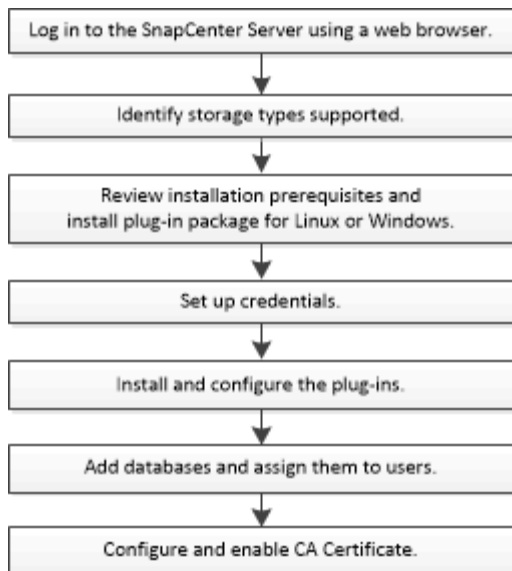 Log in to the SnapCenter Server using a web browser.
Identify storage types supported.
Review installation prerequisites and
install plug-in package for Linux or Windows.
Set up credentials.
Install and configure the plug-ins.
Add databases and assign them to users.
Configure and enable CA Certificate.